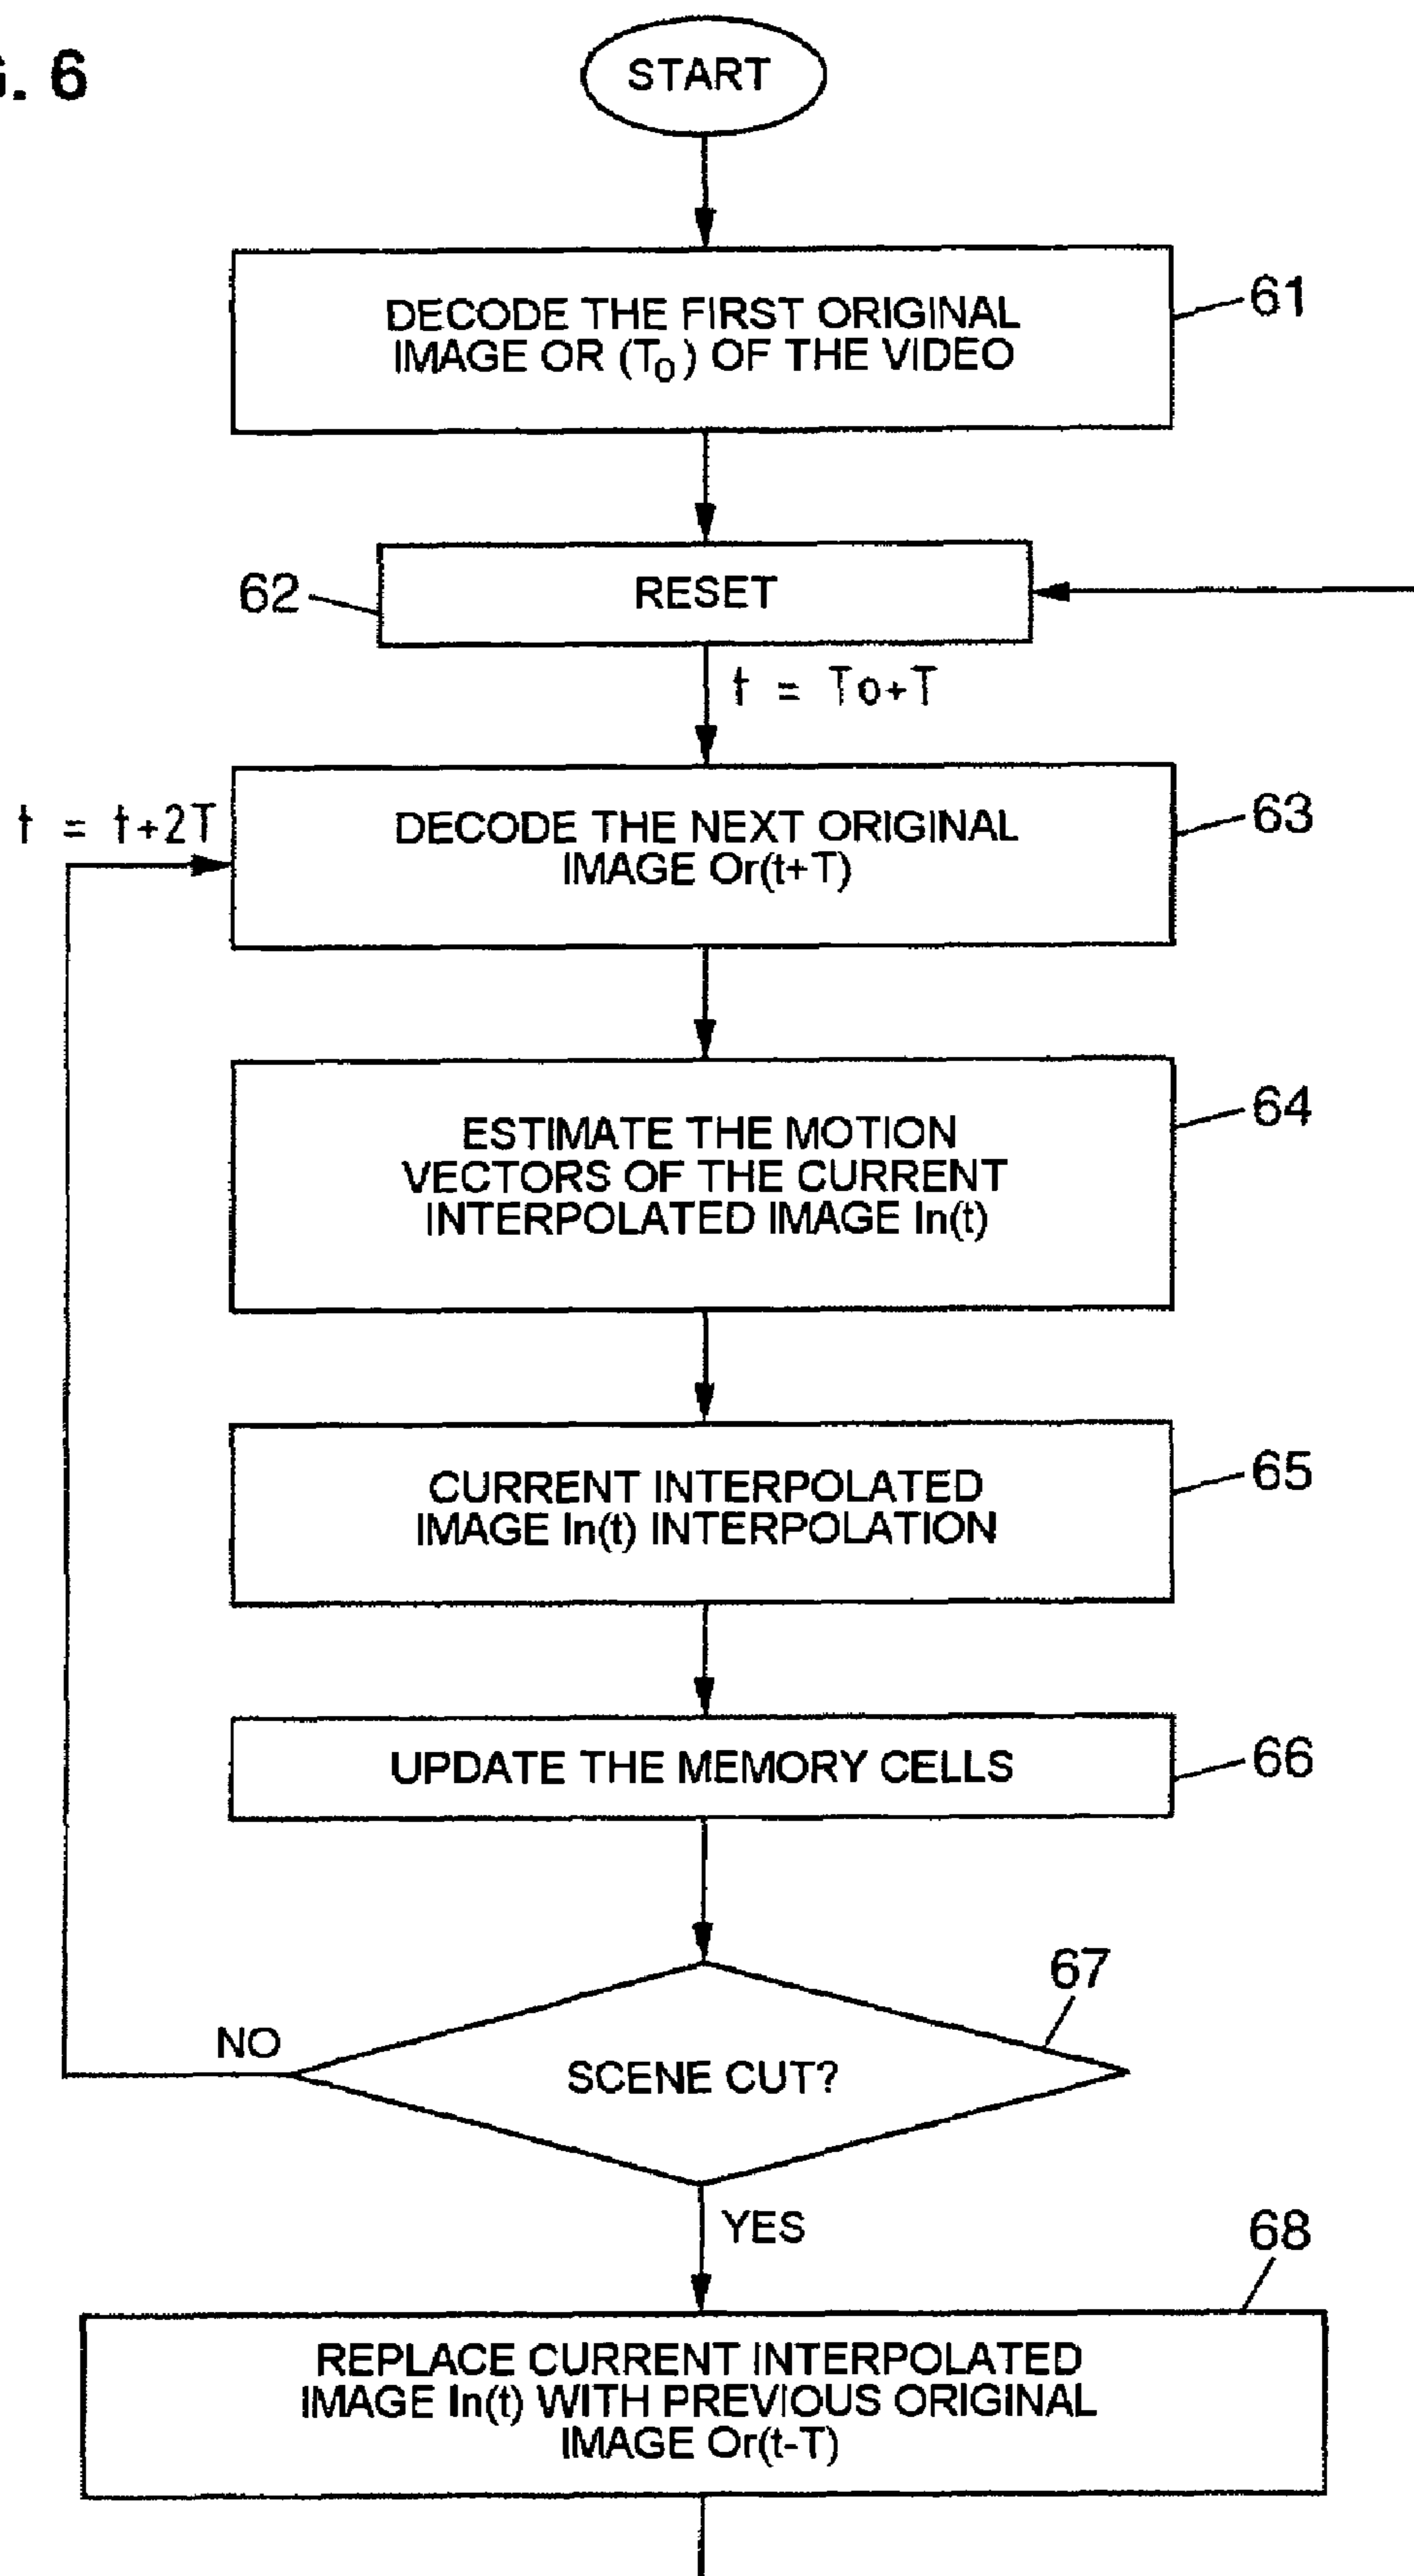 G. 6
START
DECODE THE FIRST ORIGINAL
IMAGE OR (T₀) OF THE VIDEO
61
62
RESET
t = To+T
t = t+2T
DECODE THE NEXT ORIGINAL
IMAGE Or(t+T)
63
ESTIMATE THE MOTION
VECTORS OF THE CURRENT
INTERPOLATED IMAGE In(t)
64
CURRENT INTERPOLATED
IMAGE In(t) INTERPOLATION
65
UPDATE THE MEMORY CELLS
66
67
NO
SCENE CUT?
YES
68
REPLACE CURRENT INTERPOLATED
IMAGE In(t) WITH PREVIOUS ORIGINAL
IMAGE Or(t-T)